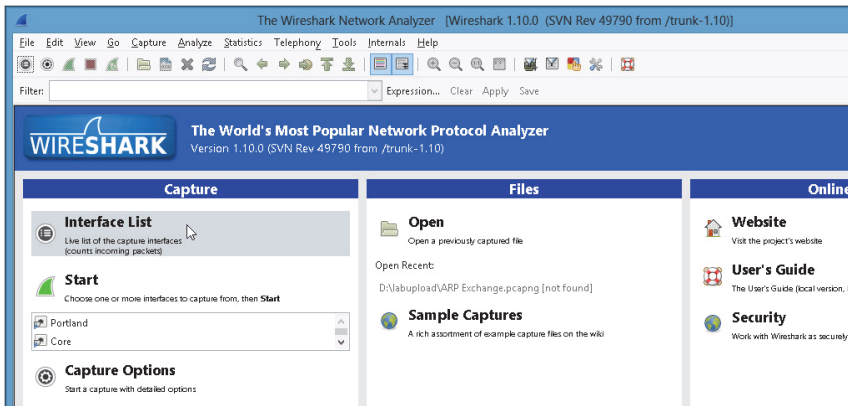 The Wireshark Network Analyzer [Wireshark 1.10.0 (SVN Rev 49790 from /trunk-1.10)]
File Edit View Go Capture Analyze Statistics Telephony Tools Internals Help
Filter: Expression... Clear Apply Save
WIRESHARK
The World's Most Popular Network Protocol Analyzer
Version 1.10.0 (SVN Rev 49790 from /trunk-1.10)
Capture
Interface List
Live list of the capture interfaces
(counts incoming packets)
Start
Choose one or more interfaces to capture from, then Start
Portland
Core
Capture Options
Start a capture with detailed options
Files
Open
Open a previously captured file
Open Recent:
D:\labupload\ARP Exchange.pcapng [not found]
Sample Captures
A rich assortment of example capture files on the wiki
Online
Website
Visit the project's website
User's Guide
The User's Guide (local version,
Security
Work with Wireshark as securely